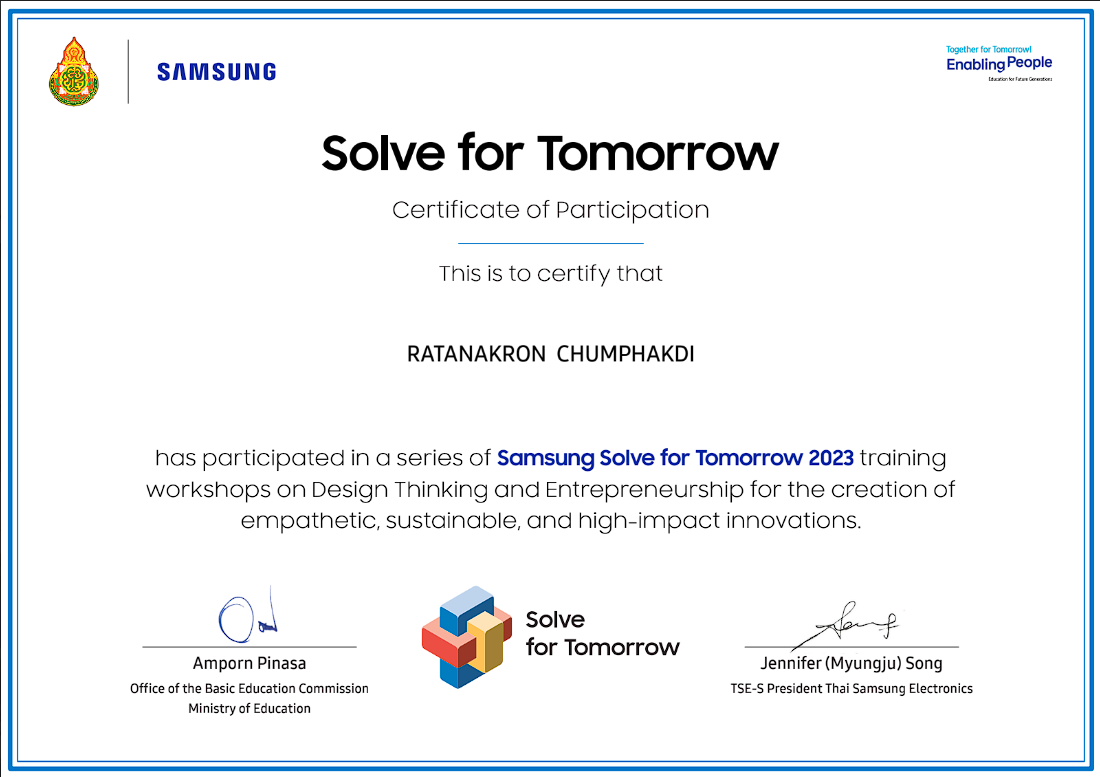 SAMSUNG
Together for Tomorrow!
Enabling People
Education for Future Generations
Solve for Tomorrow
Certificate of Participation
This is to certify that
RATANAKRON CHUMPHAKDI
has participated in a series of Samsung Solve for Tomorrow 2023 training
workshops on Design Thinking and Entrepreneurship for the creation of
empathetic, sustainable, and high-impact innovations.
Solve
for Tomorrow
Amporn Pinasa
Office of the Basic Education Commission
Ministry of Education
Jennifer (Myungju) Song
TSE-S President Thai Samsung Electronics